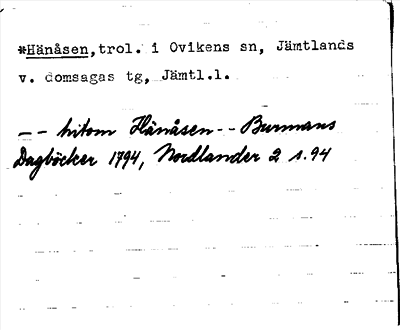 *Hänåsen, trol. i Ovikens sn, Jämtlands
v. domsagas tg, Jämtl.l.
– – hitom Hänåsen - - Burmans
Dagböcker 1794, Nordlander 2 s. 94